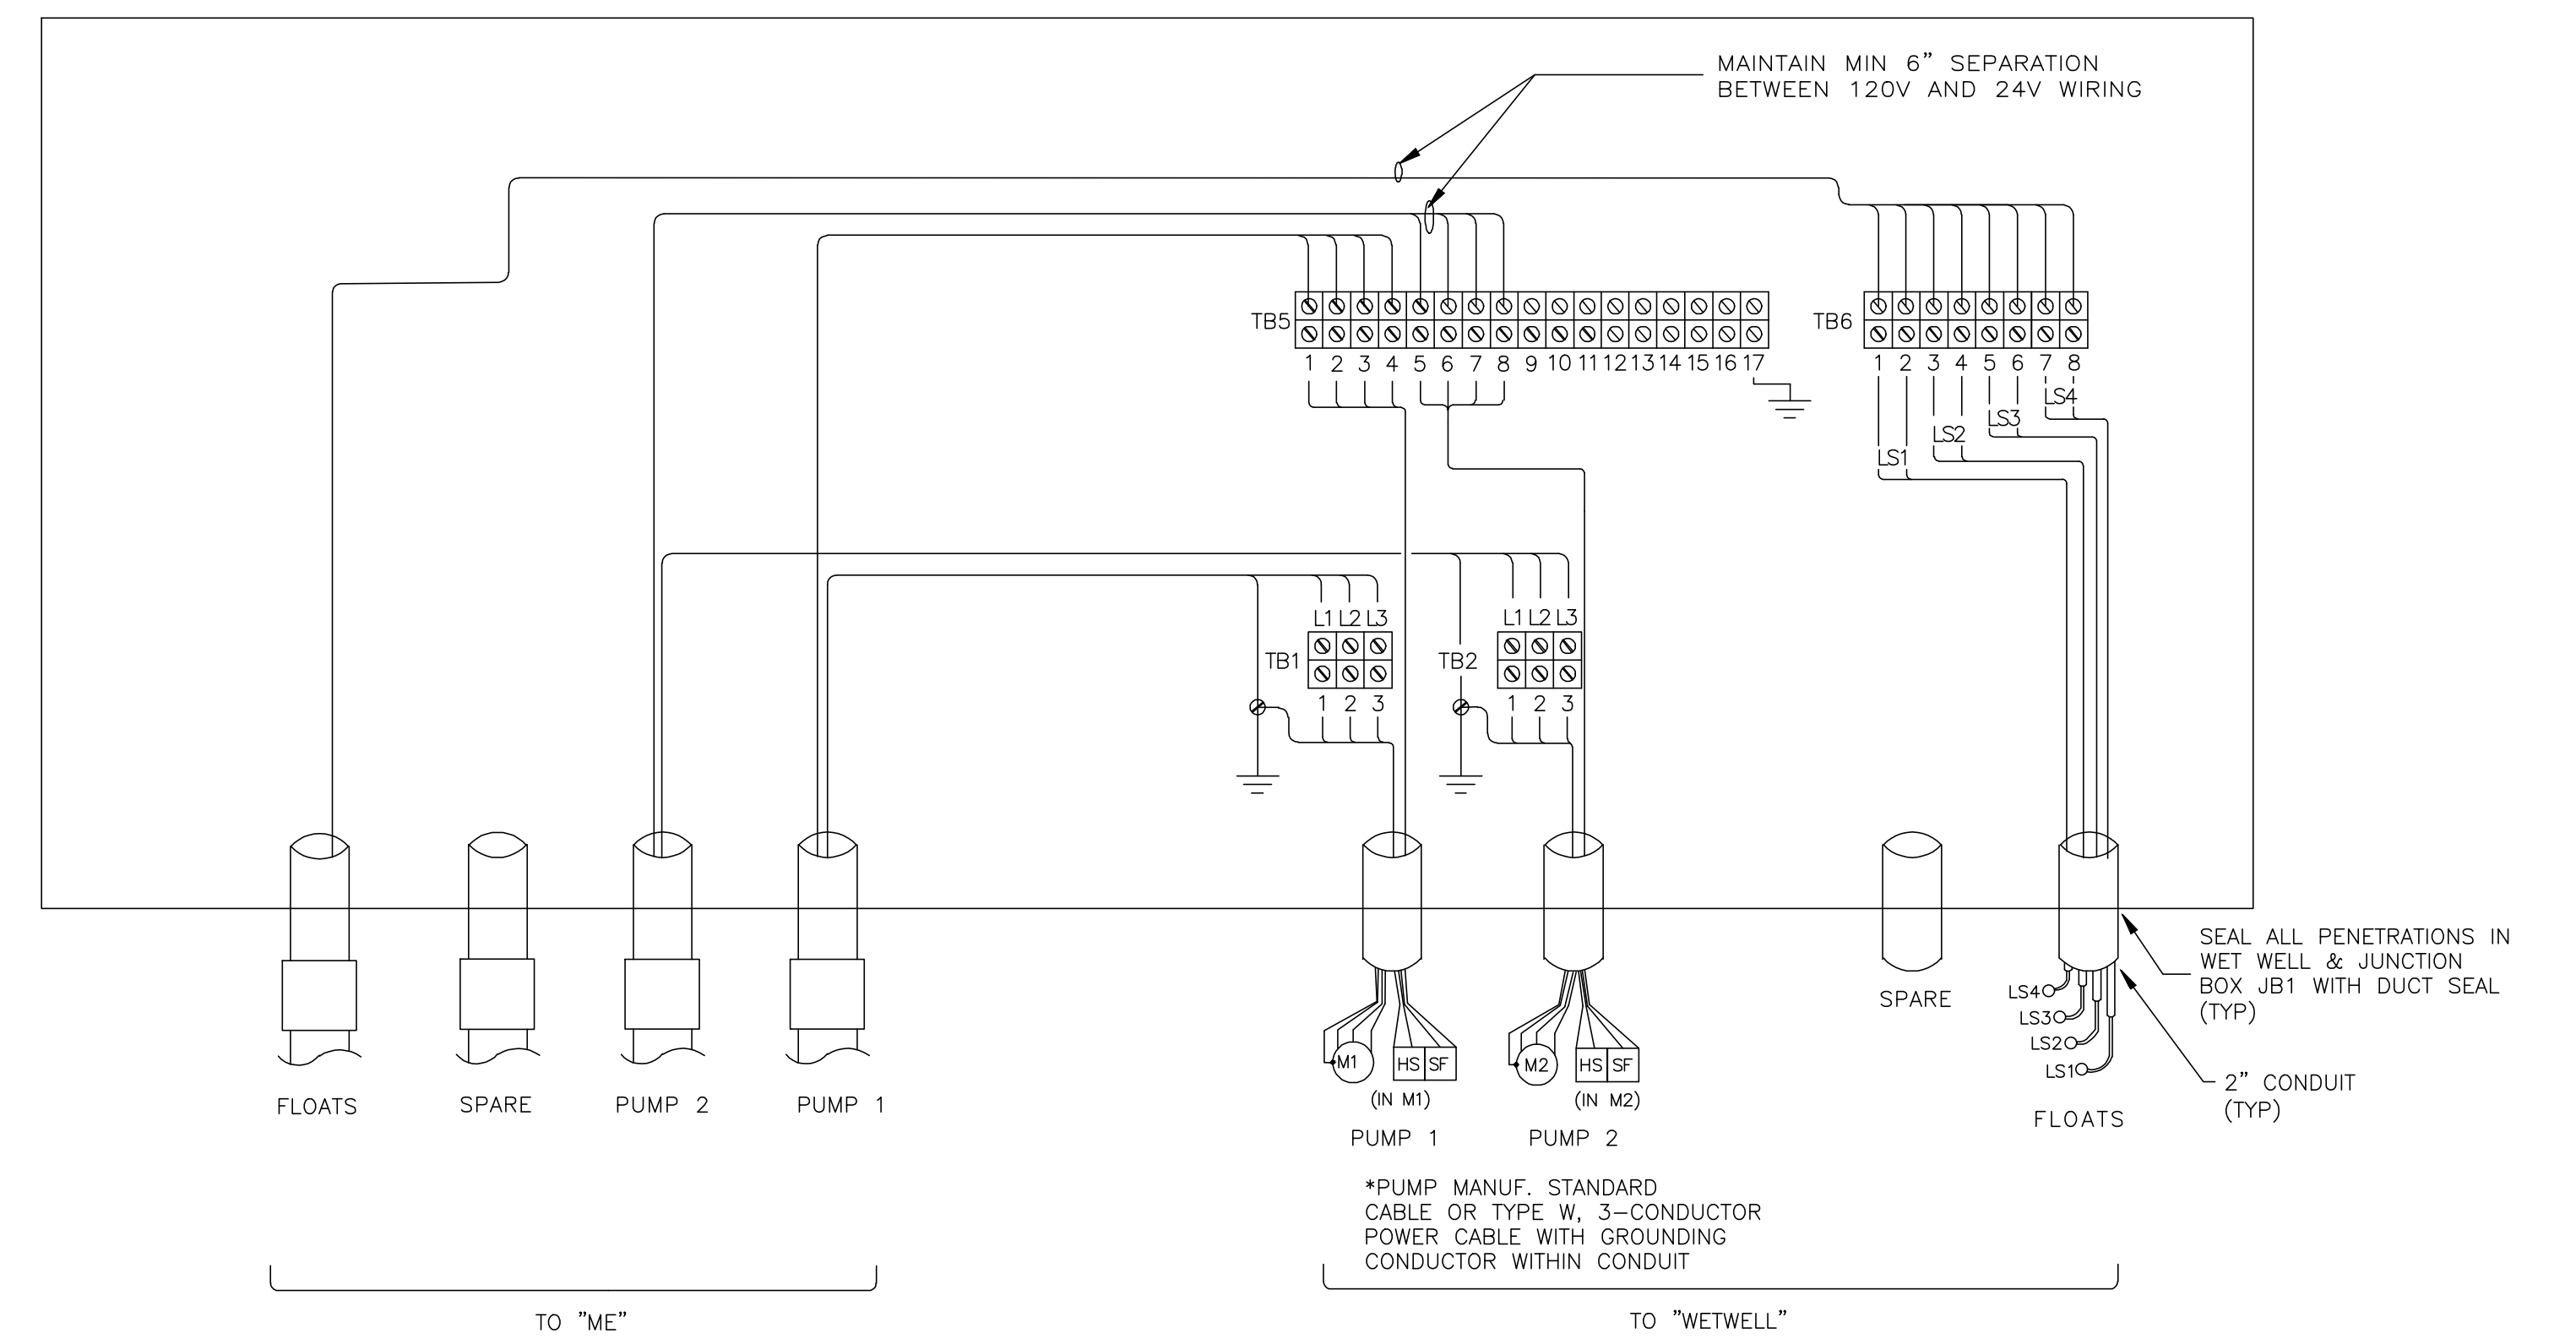 MAINTAIN MIN 6" SEPARATION
BETWEEN 120V AND 24V WIRING
TB5
1 2 3 4 5 6 7 8 9 10 11 12 13 14 15 16 17
TB6
1 2 3 4 5 6 7 8
LS4
LS3
LS2
LS1
L1 L2 L3
TB1
1 2 3
L1 L2 L3
TB2
1 2 3
SEAL ALL PENETRATIONS IN
WET WELL & JUNCTION
BOX JB1 WITH DUCT SEAL
(TYP)
LS4
LS3
LS2
LS1
2" CONDUIT
(TYP)
FLOATS
SPARE
PUMP 2
PUMP 1
M1
HS SF
(IN M1)
PUMP 1
M2
HS SF
(IN M2)
PUMP 2
SPARE
FLOATS
*PUMP MANUF. STANDARD
CABLE OR TYPE W, 3-CONDUCTOR
POWER CABLE WITH GROUNDING
CONDUCTOR WITHIN CONDUIT
TO "ME"
TO "WETWELL"